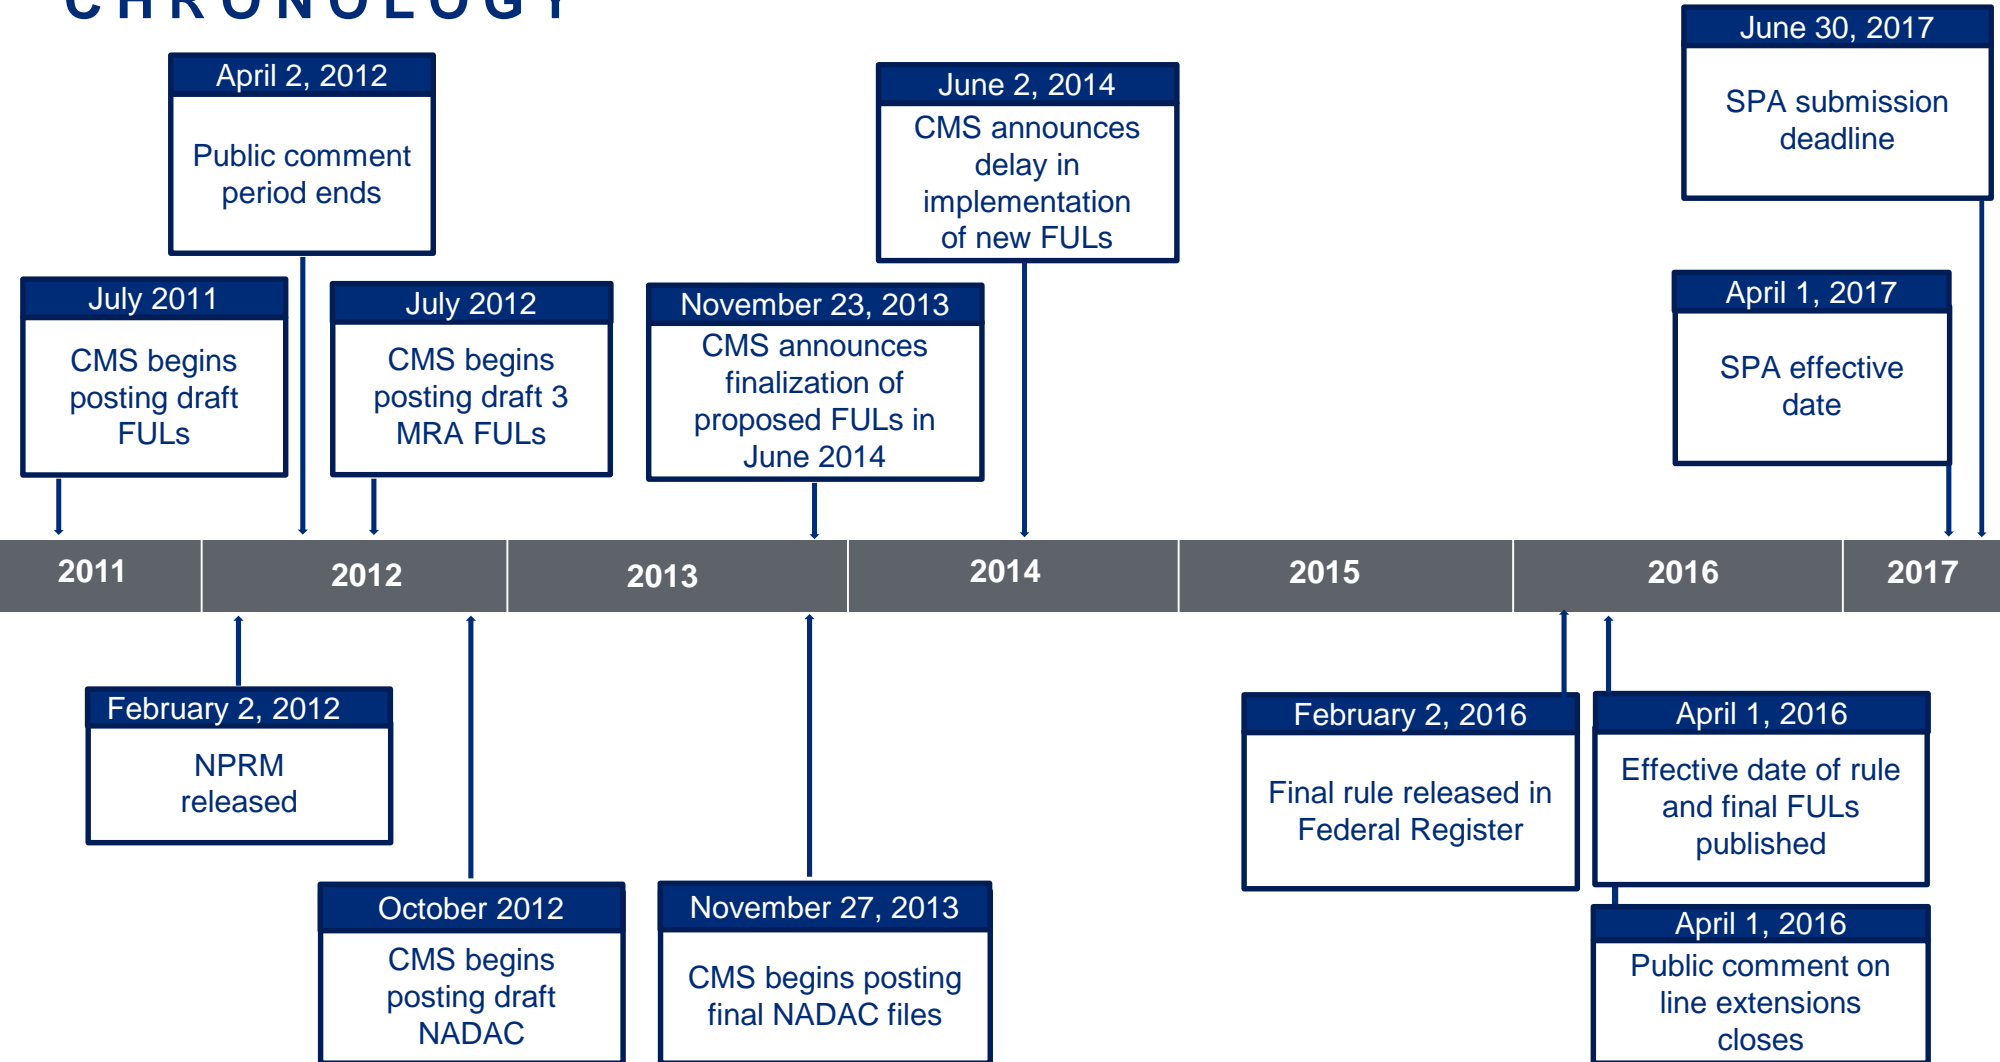 CHRONOLOGY
June 30, 2017
SPA submission
deadline
April 2, 2012
Public comment
period ends
June 2, 2014
CMS announces
delay in
implementation
of new FULs
July 2011
CMS begins
posting draft
FULs
July 2012
CMS begins
posting draft 3
MRA FULs
November 23, 2013
CMS announces
finalization of
proposed FULs in
June 2014
April 1, 2017
SPA effective
date
2011
2012
2013
2014
2015
2016
2017
February 2, 2012
NPRM
released
February 2, 2016
Final rule released in
Federal Register
April 1, 2016
Effective date of rule
and final FULs
published
October 2012
CMS begins
posting draft
NADAC
November 27, 2013
CMS begins posting
final NADAC files
April 1, 2016
Public comment on
line extensions
closes